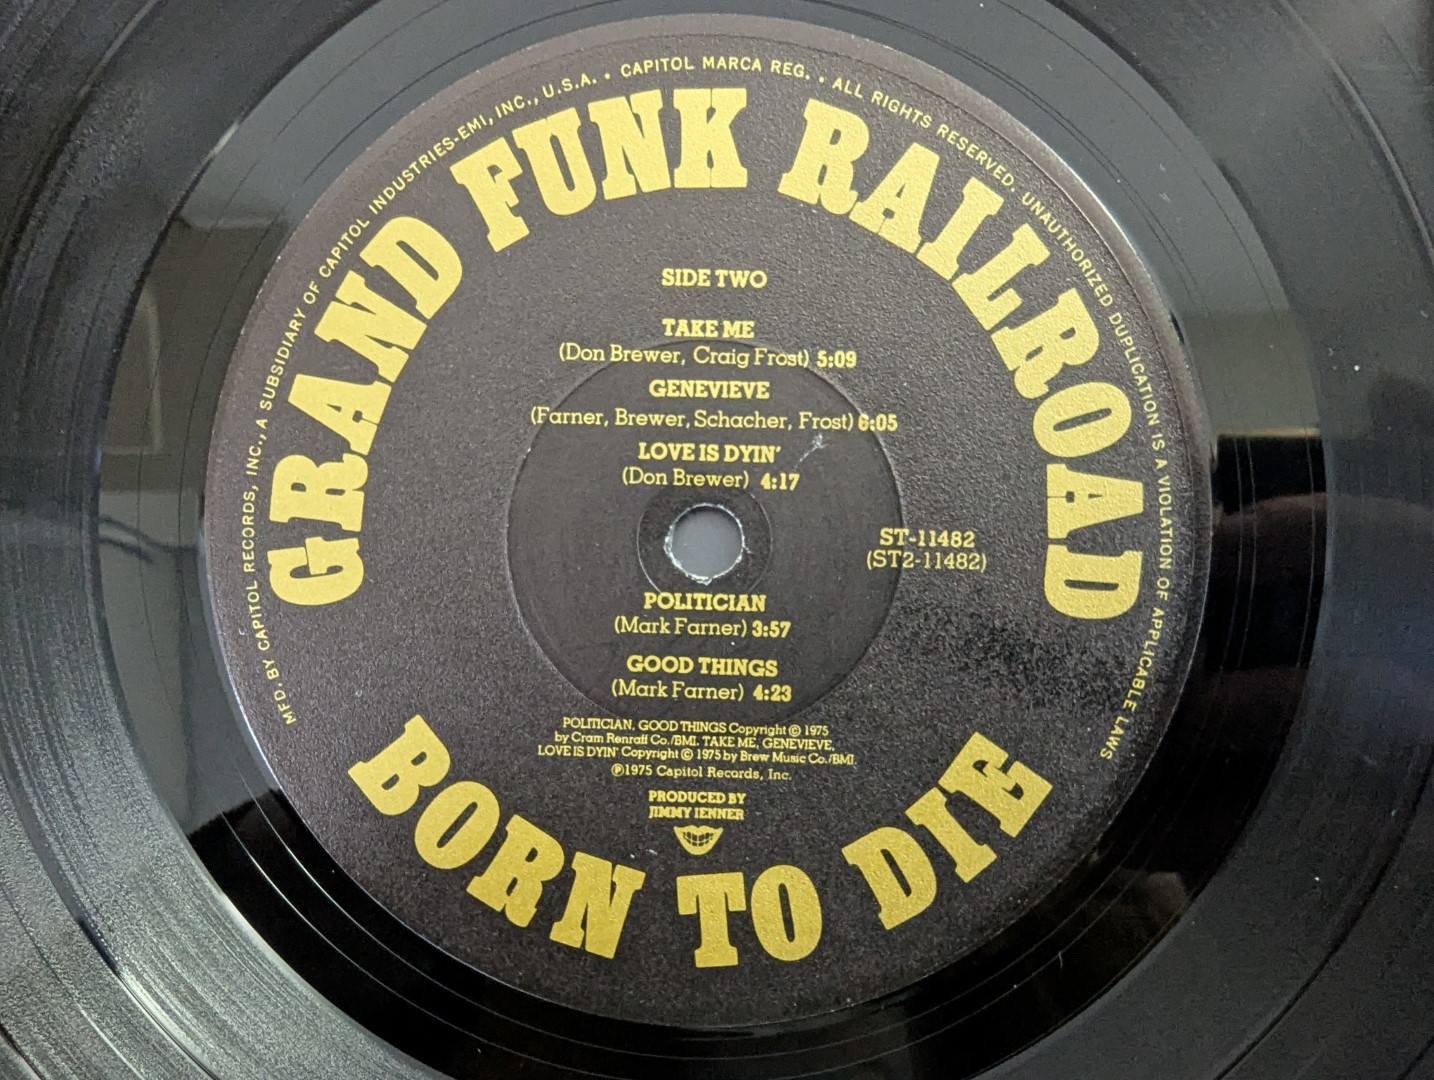 MFD. BY CAPITOL RECORDS, INC., A SUBSIDIARY OF CAPITOL INDUSTRIES-EMI, INC., U.S.A. • CAPITOL MARCA REG. • ALL RIGHTS RESERVED. UNAUTHORIZED DUPLICATION IS A VIOLATION OF APPLICABLE LAWS
GRAND FUNK RAILROAD
SIDE TWO
TAKE ME
(Don Brewer, Craig Frost) 5:09
GENEVIEVE
(Farner, Brewer, Schacher, Frost) 6:05
LOVE IS DYIN'
(Don Brewer) 4:17
ST-11482
(ST2-11482)
POLITICIAN
(Mark Farner) 3:57
GOOD THINGS
(Mark Farner) 4:23
POLITICIAN, GOOD THINGS Copyright © 1975
by Cram Renraff Co./BMI. TAKE ME, GENEVIEVE,
LOVE IS DYIN' Copyright © 1975 by Brew Music Co./BMI.
℗1975 Capitol Records, Inc.
PRODUCED BY
JIMMY IENNER
BORN TO DIE